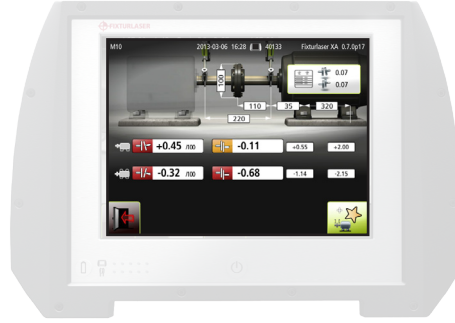 FIXTURLASER
M10 2013-03-06 16:28 40133 Fixturlaser XA 0.7.0p17
0.07
100
0.07
110 35 320
220
+0.45 /100 -0.11 +0.55 +2.00
-0.32 /100 -0.68 -1.14 -2.15